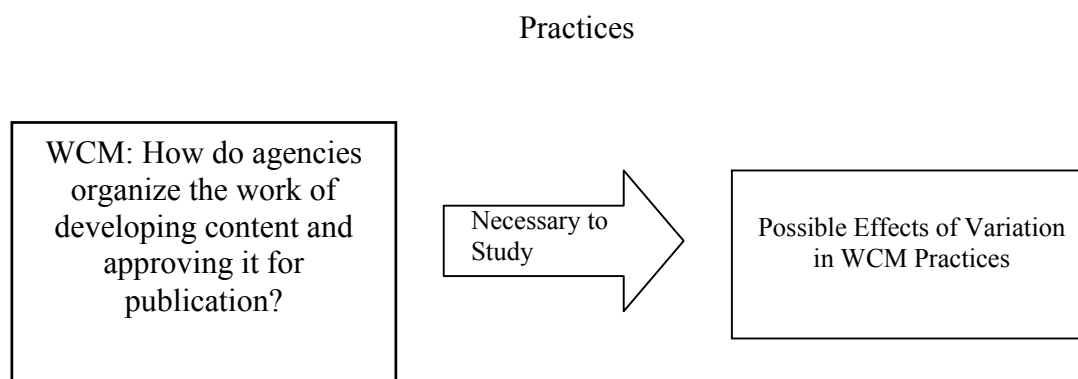 Practices
WCM: How do agencies
organize the work of
developing content and
approving it for
publication?
Necessary to
Study
Possible Effects of Variation
in WCM Practices